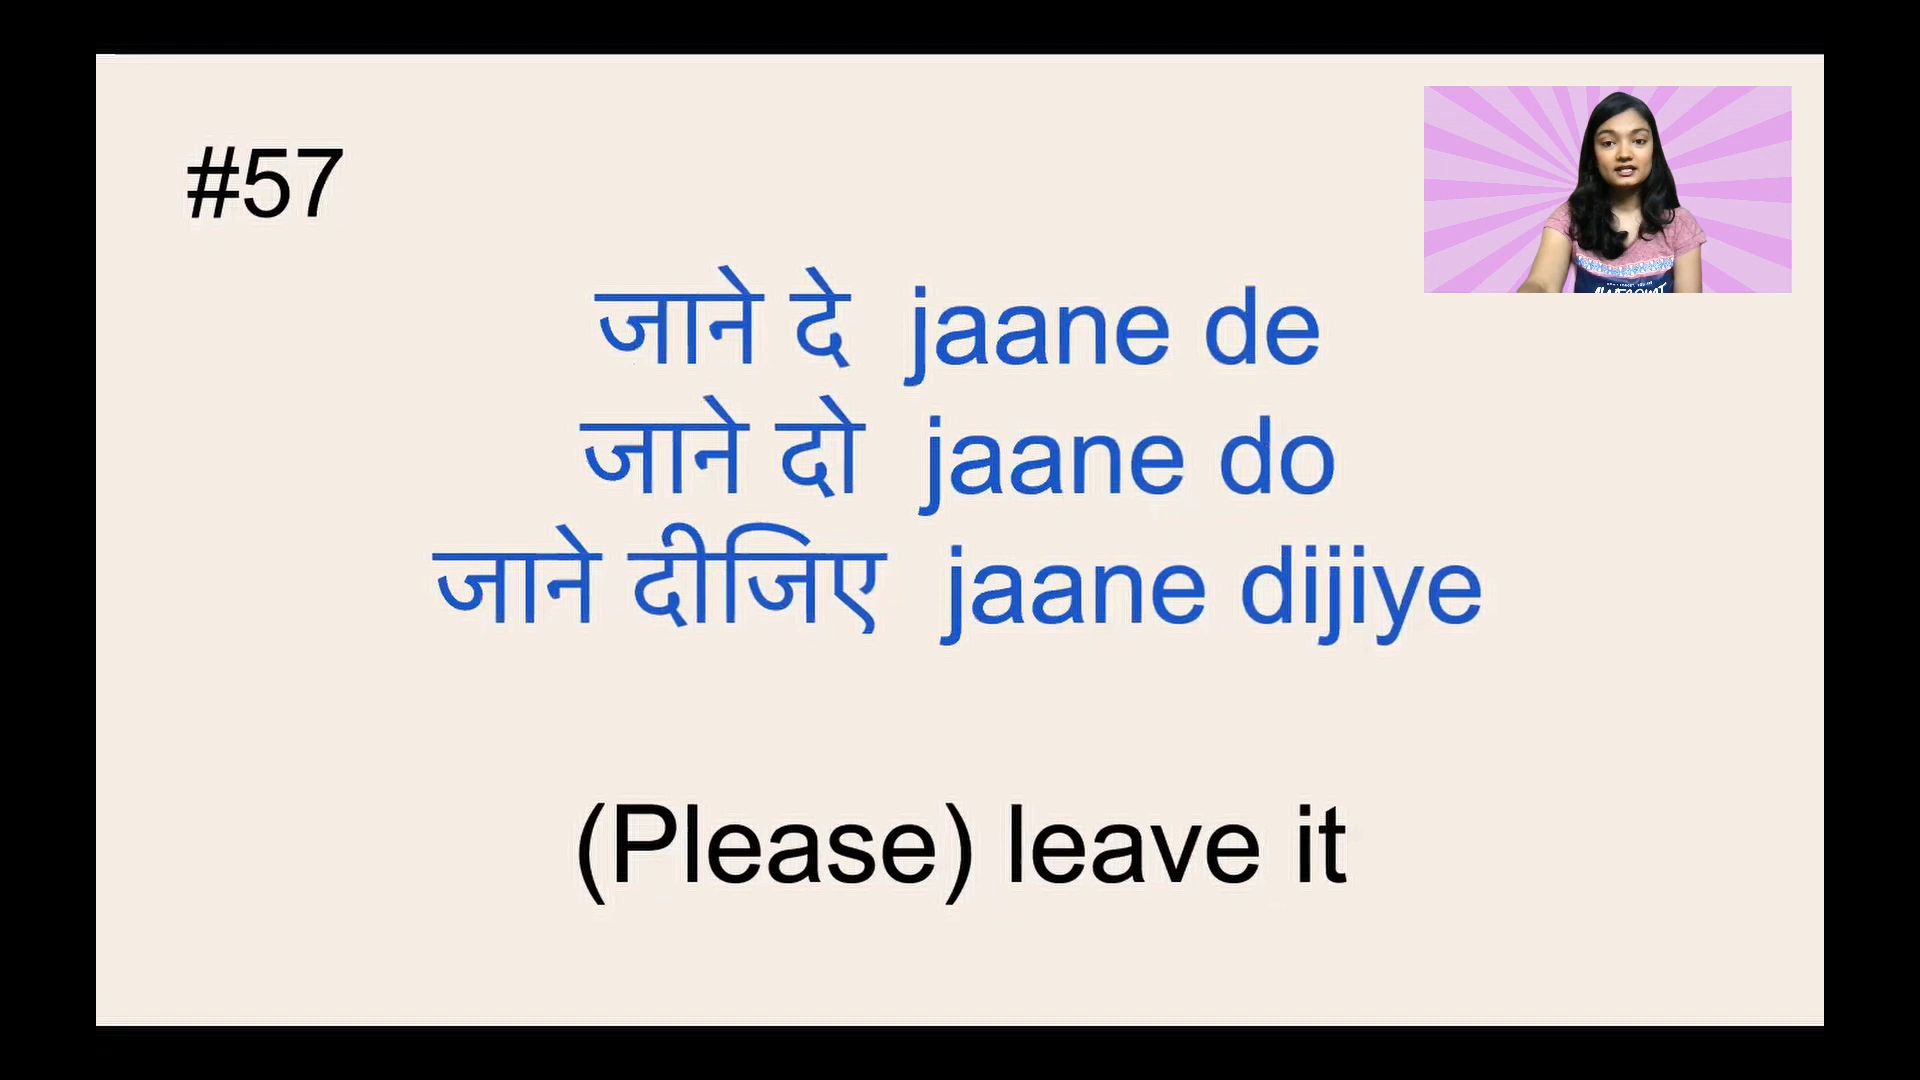 #57
जाने दे jaane de
जाने दो jaane do
जाने दीजिए jaane dijiye
(Please) leave it